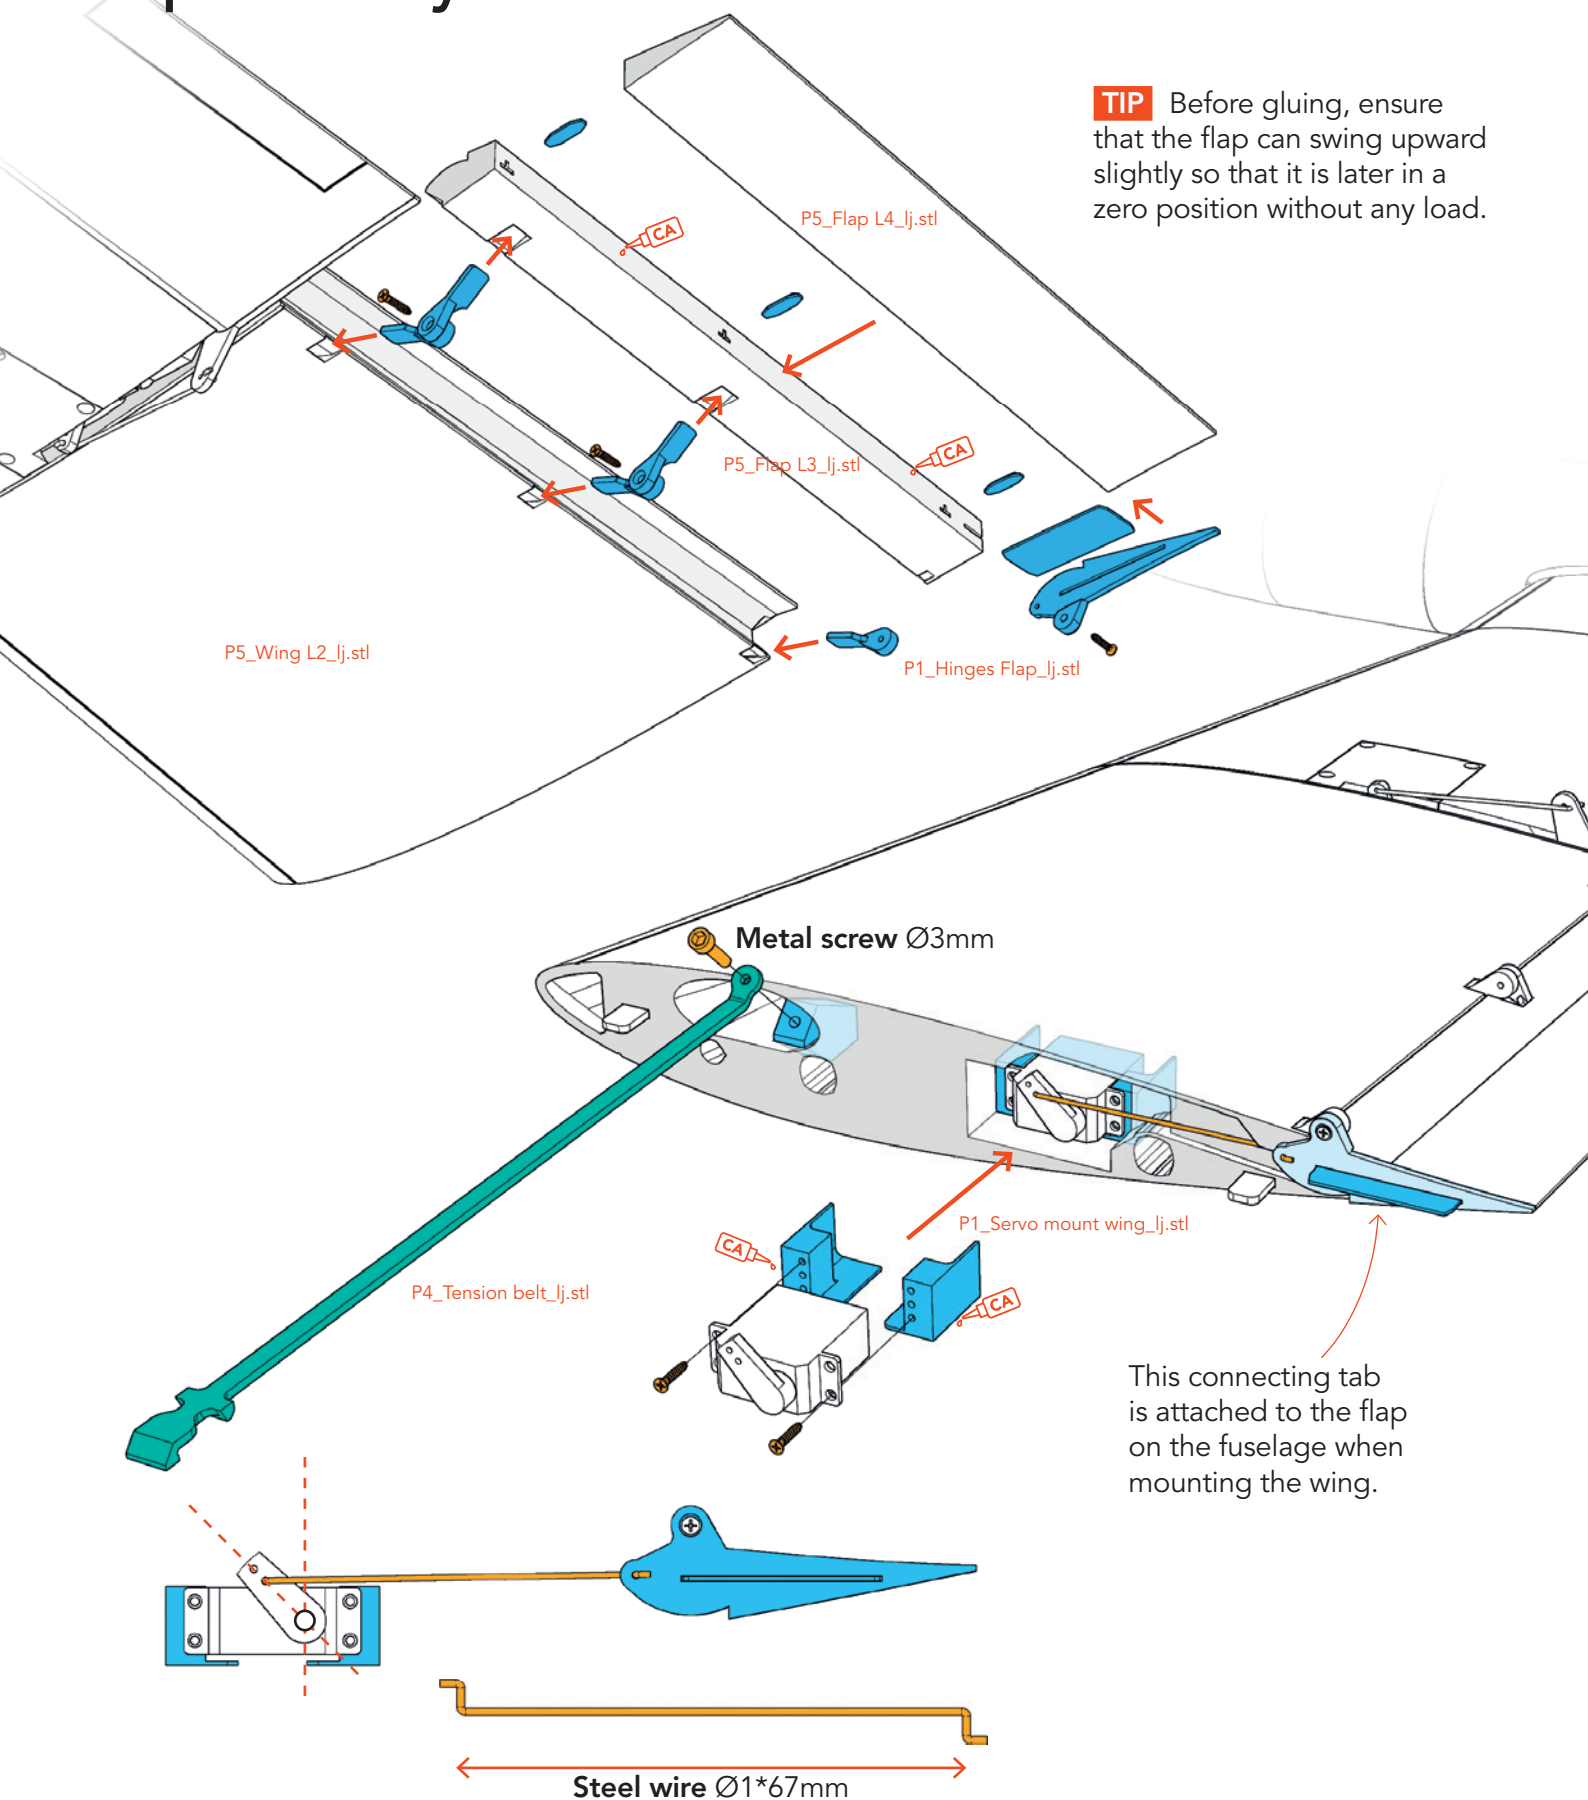 TIP Before gluing, ensure
that the flap can swing upward
slightly so that it is later in a
zero position without any load.
P5_Flap L4_lj.stl
CA
P5_Flap L3_lj.stl
CA
P5_Wing L2_lj.stl
P1_Hinges Flap_lj.stl
Metal screw Ø3mm
P1_Servo mount wing_lj.stl
CA
CA
P4_Tension belt_lj.stl
This connecting tab
is attached to the flap
on the fuselage when
mounting the wing.
Steel wire Ø1*67mm